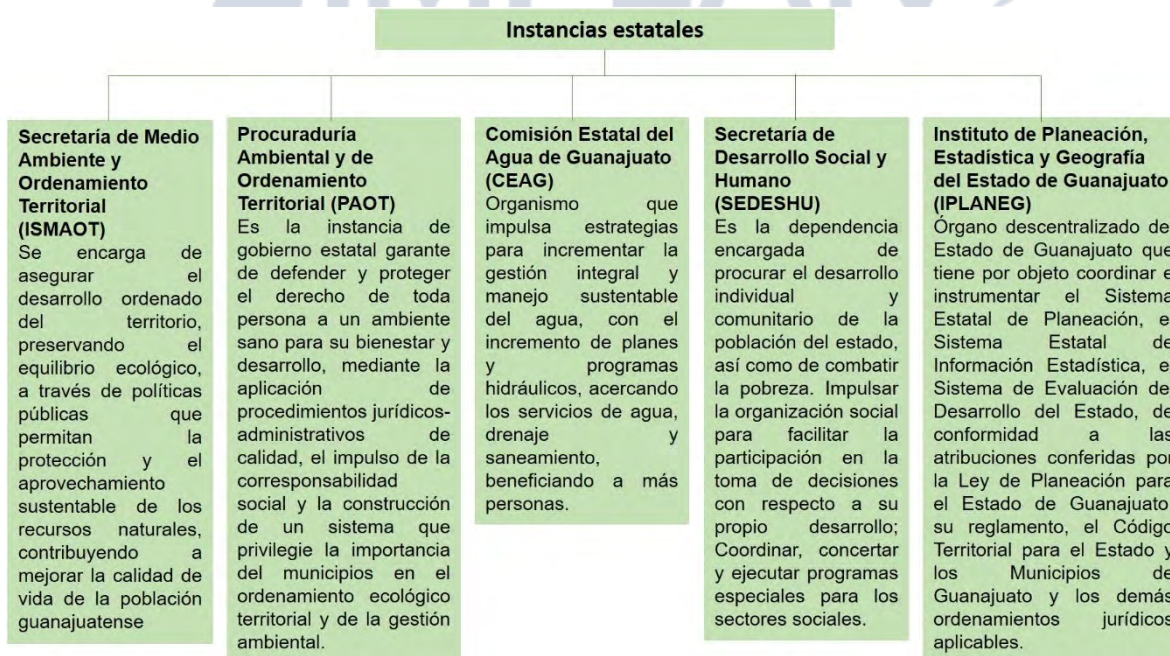 Instancias estatales
Secretaría de Medio
Ambiente y
Ordenamiento
Territorial
(ISMAOT)
Se encarga de
asegurar el
desarrollo ordenado
del territorio,
preservando el
equilibrio ecológico,
a través de políticas
públicas que
permitan la
protección y el
aprovechamiento
sustentable de los
recursos naturales,
contribuyendo a
mejorar la calidad de
vida de la población
guanajuatense
Procuraduría
Ambiental y de
Ordenamiento
Territorial (PAOT)
Es la instancia de
gobierno estatal garante
de defender y proteger
el derecho de toda
persona a un ambiente
sano para su bienestar y
desarrollo, mediante la
aplicación de
procedimientos jurídicos-
administrativos de
calidad, el impulso de la
corresponsabilidad
social y la construcción
de un sistema que
privilegie la importancia
del municipios en el
ordenamiento ecológico
territorial y de la gestión
ambiental.
Comisión Estatal del
Agua de Guanajuato
(CEAG)
Organismo que
impulsa estrategias
para incrementar la
gestión integral y
manejo sustentable
del agua, con el
incremento de planes
y programas
hidráulicos, acercando
los servicios de agua,
drenaje y
saneamiento,
beneficiando a más
personas.
Secretaría de
Desarrollo Social y
Humano
(SEDESHU)
Es la dependencia
encargada de
procurar el desarrollo
individual y
comunitario de la
población del estado,
así como de combatir
la pobreza. Impulsar
la organización social
para facilitar la
participación en la
toma de decisiones
con respecto a su
propio desarrollo;
Coordinar, concertar
y ejecutar programas
especiales para los
sectores sociales.
Instituto de Planeación,
Estadística y Geografía
del Estado de Guanajuato
(IPLANEG)
Órgano descentralizado de
Estado de Guanajuato que
tiene por objeto coordinar e
instrumentar el Sistema
Estatal de Planeación, e
Sistema Estatal de
Información Estadística, e
Sistema de Evaluación de
Desarrollo del Estado, de
conformidad a las
atribuciones conferidas por
la Ley de Planeación para
el Estado de Guanajuato
su reglamento, el Código
Territorial para el Estado y
los Municipios de
Guanajuato y los demás
ordenamientos jurídicos
aplicables.